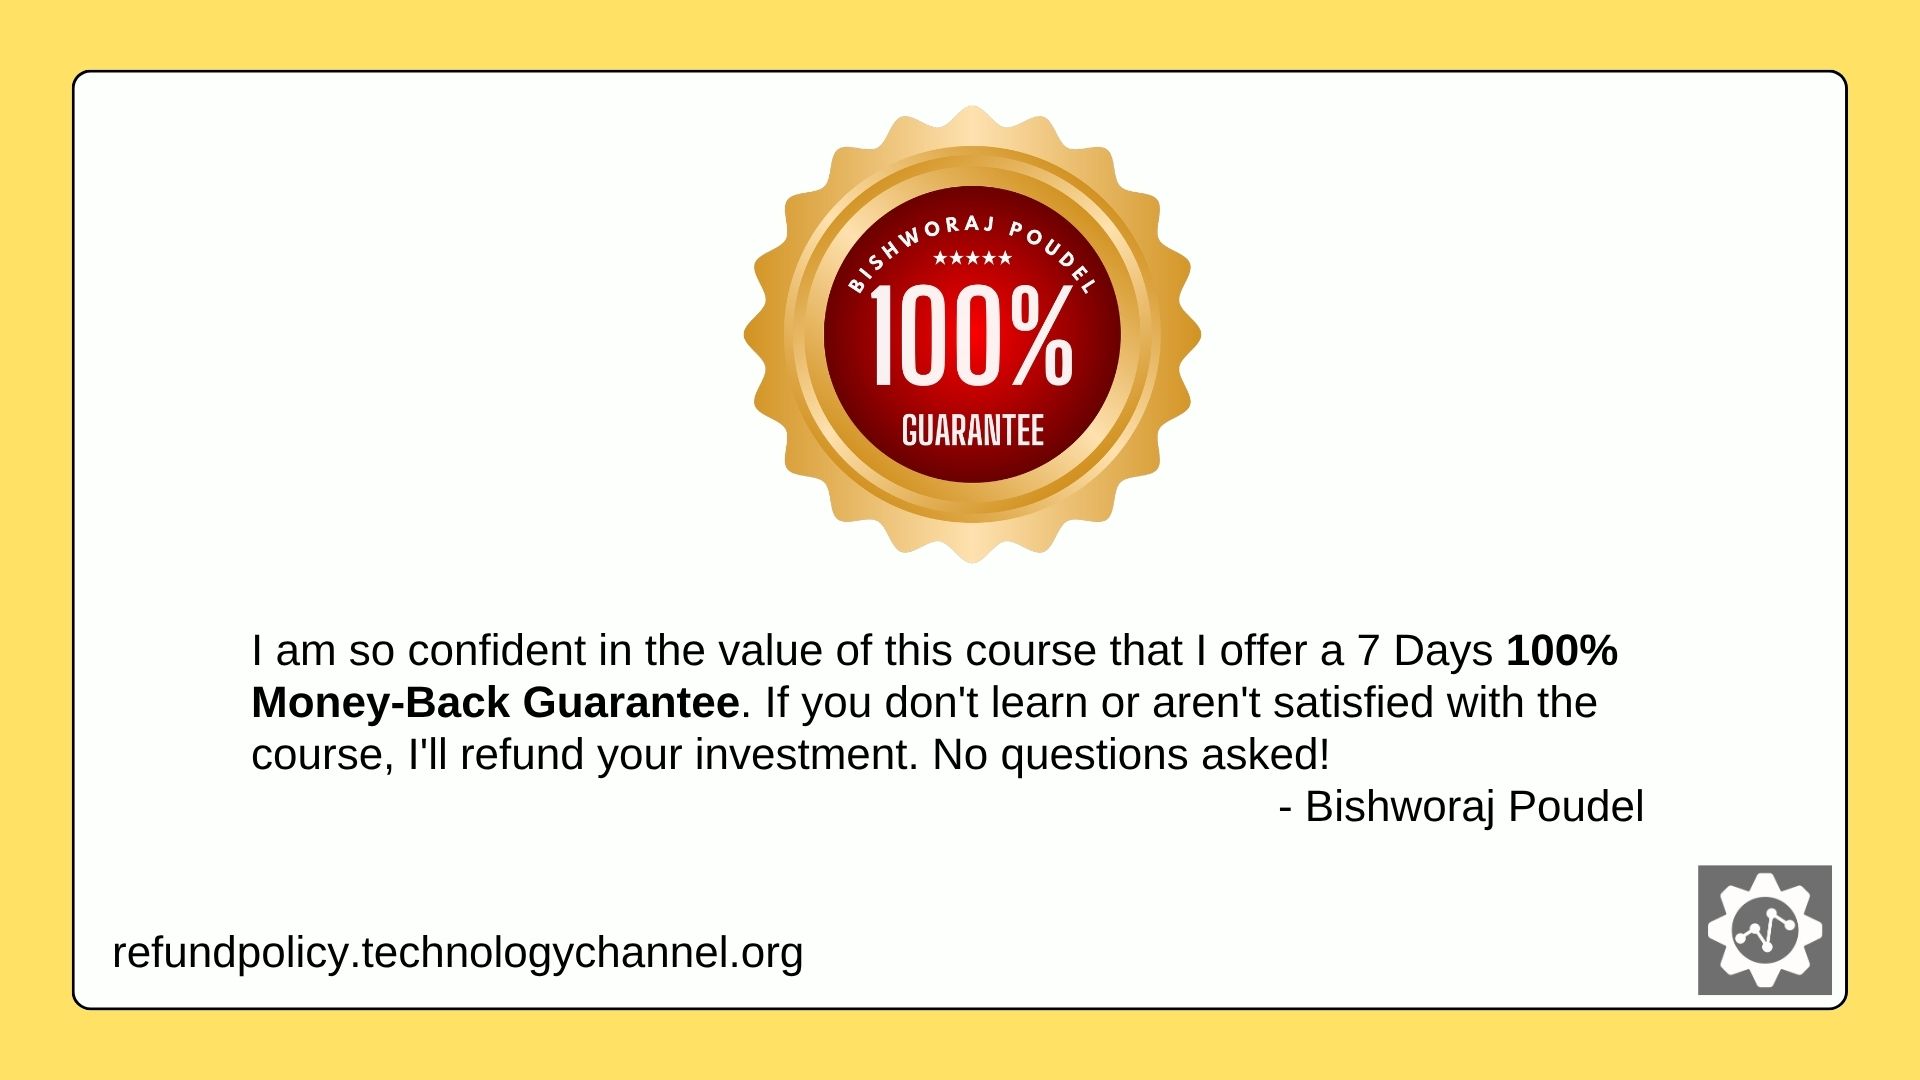 BISHWORAJ POUDEL
100%
GUARANTEE
I am so confident in the value of this course that I offer a 7 Days 100%
Money-Back Guarantee. If you don't learn or aren't satisfied with the
course, I'll refund your investment. No questions asked!
- Bishworaj Poudel
refundpolicy.technologychannel.org